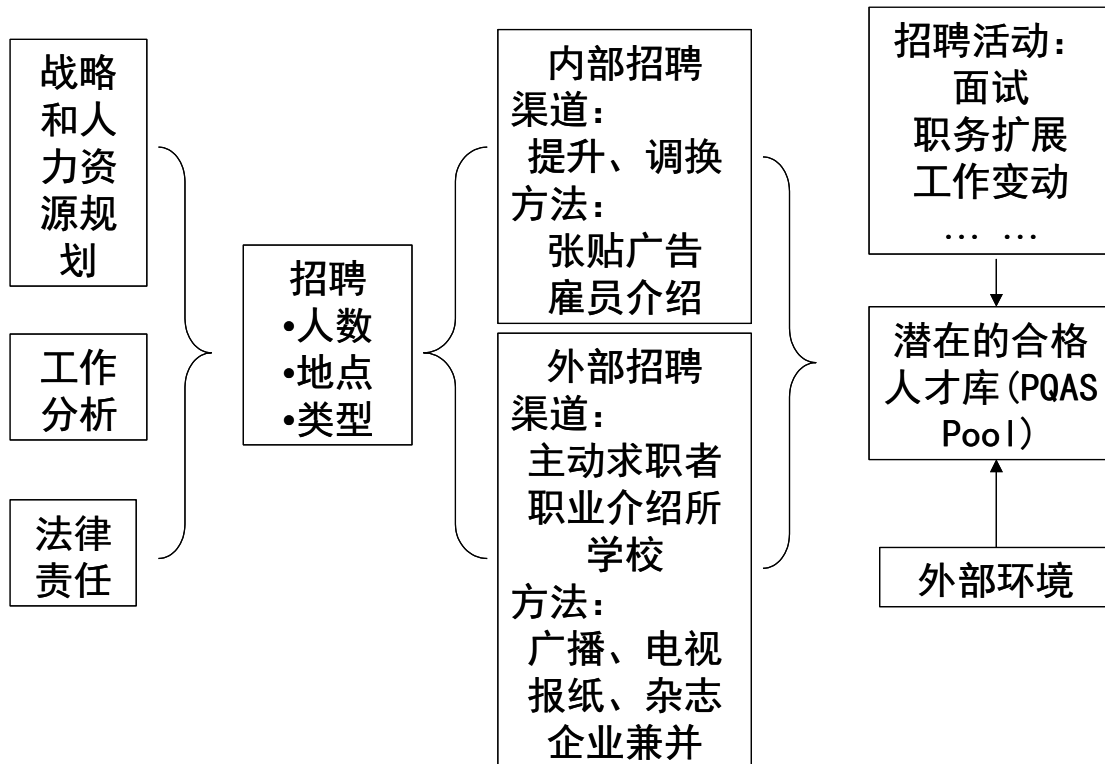 战略
和人
力资
源规
划
工作
分析
法律
责任
招聘
•人数
•地点
•类型
内部招聘
渠道：
提升、调换
方法：
张贴广告
雇员介绍
外部招聘
渠道：
主动求职者
职业介绍所
学校
方法：
广播、电视
报纸、杂志
企业兼并
招聘活动：
面试
职务扩展
工作变动
… …
潜在的合格
人才库(PQAS
Pool)
外部环境